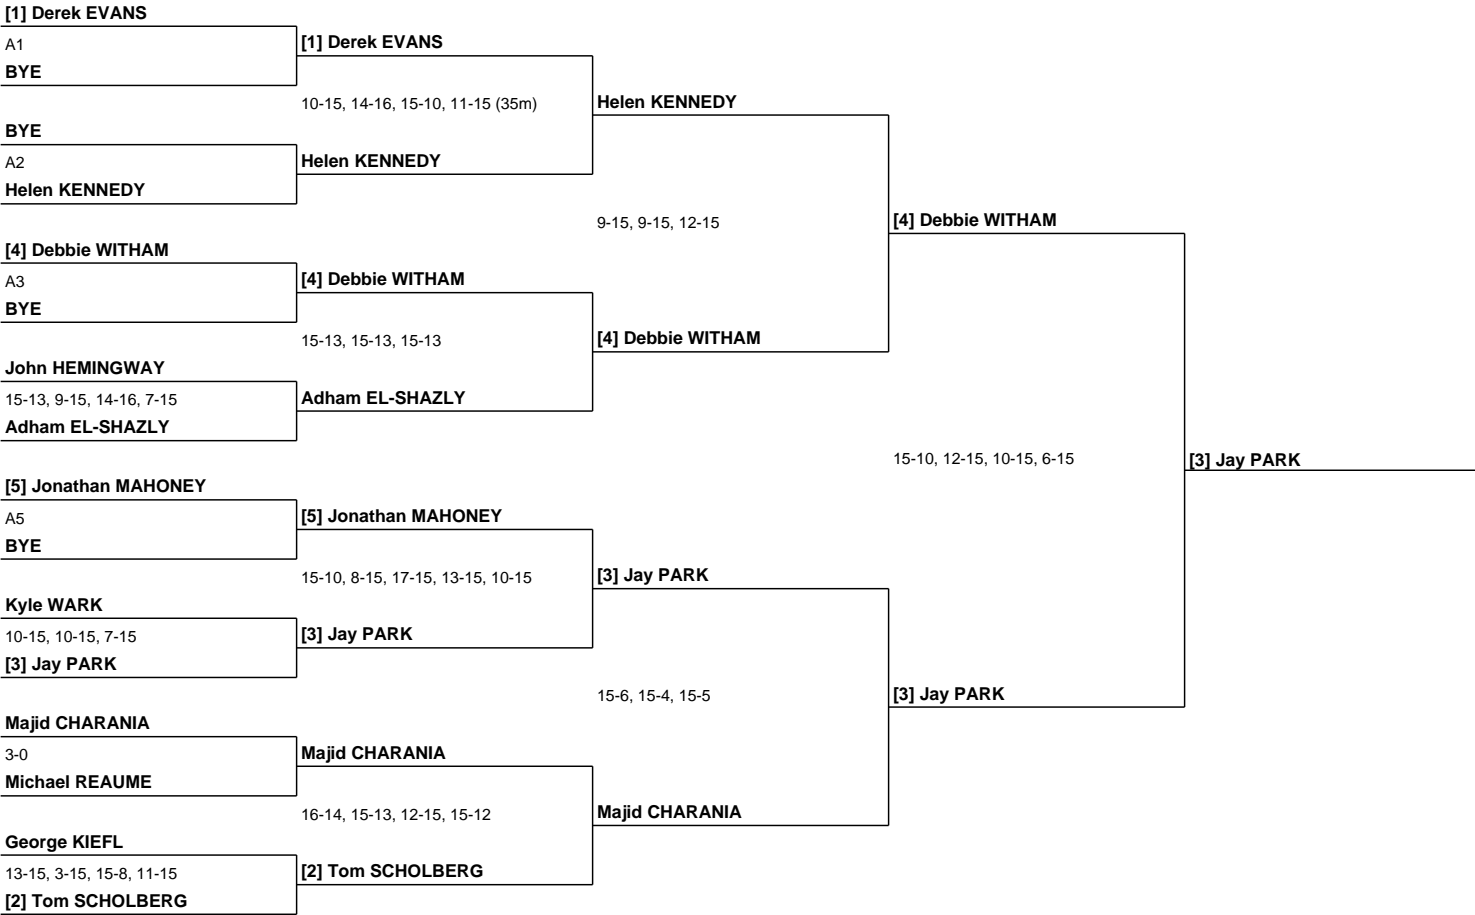 [1] Derek EVANS
A1
BYE
BYE
A2
Helen KENNEDY
[4] Debbie WITHAM
A3
BYE
John HEMINGWAY
15-13, 9-15, 14-16, 7-15
Adham EL-SHAZLY
[5] Jonathan MAHONEY
A5
BYE
Kyle WARK
10-15, 10-15, 7-15
[3] Jay PARK
Majid CHARANIA
3-0
Michael REAUME
George KIEFL
13-15, 3-15, 15-8, 11-15
[2] Tom SCHOLBERG
[1] Derek EVANS
10-15, 14-16, 15-10, 11-15 (35m)
Helen KENNEDY
[4] Debbie WITHAM
15-13, 15-13, 15-13
Adham EL-SHAZLY
[5] Jonathan MAHONEY
15-10, 8-15, 17-15, 13-15, 10-15
[3] Jay PARK
Majid CHARANIA
16-14, 15-13, 12-15, 15-12
[2] Tom SCHOLBERG
Helen KENNEDY
9-15, 9-15, 12-15
[4] Debbie WITHAM
[3] Jay PARK
15-6, 15-4, 15-5
Majid CHARANIA
[4] Debbie WITHAM
15-10, 12-15, 10-15, 6-15
[3] Jay PARK
[3] Jay PARK